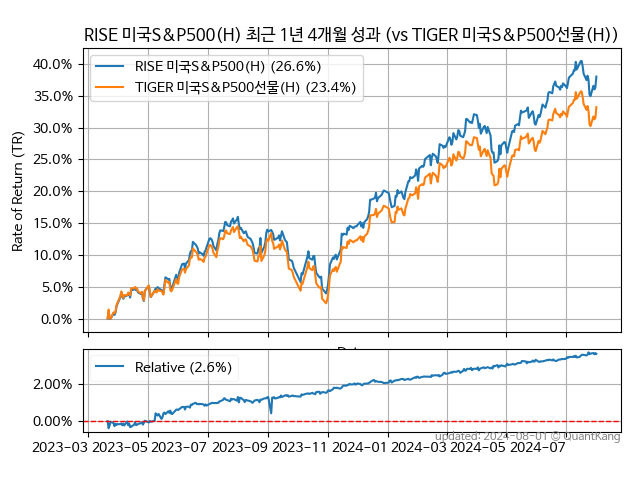 RISE 미국S&P500(H) 최근 1년 4개월 성과 (vs TIGER 미국S&P500선물(H))
RISE 미국S&P500(H) (26.6%)
TIGER 미국S&P500선물(H) (23.4%)
Rate of Return (TR)
40.0%
35.0%
30.0%
25.0%
20.0%
15.0%
10.0%
5.0%
0.0%
Relative (2.6%)
2.00%
0.00%
2023-03 2023-05 2023-07 2023-09 2023-11 2024-01 2024-03 2024-05 2024-07
updated: 2024-08-01 © QuantKang